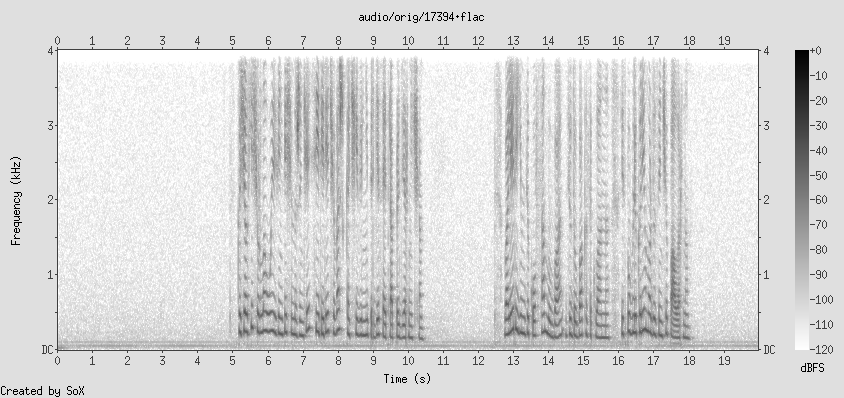 audio/orig/17394.flac
0 1 2 3 4 5 6 7 8 9 10 11 12 13 14 15 16 17 18 19
4 4 +0
-10
3 3 -20
-30
-40
2 2 -50
-60
-70
1 1 -80
-90
-100
-110
DC DC -120
Frequency (kHz)
0 1 2 3 4 5 6 7 8 9 10 11 12 13 14 15 16 17 18 19
dBFS
Time (s)
Created by SoX